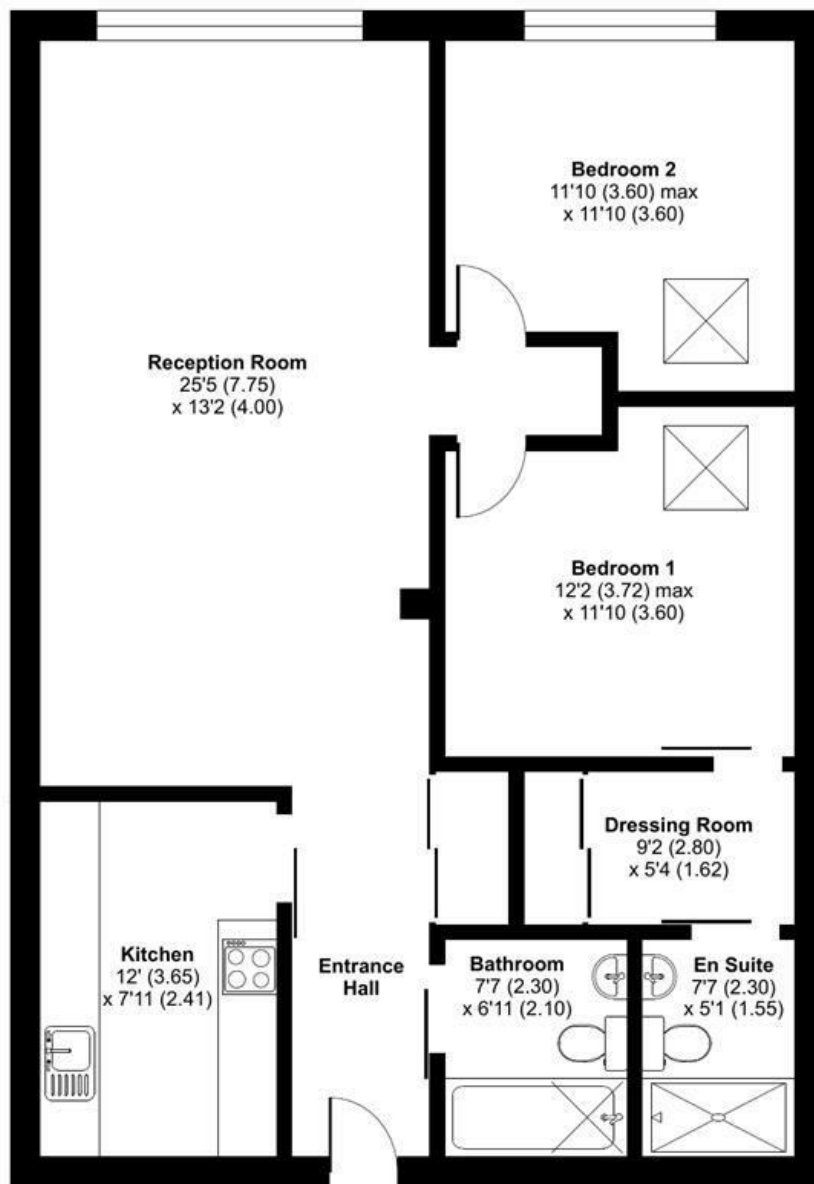 Bedroom 2
11'10 (3.60) max
x 11'10 (3.60)
Reception Room
25'5 (7.75)
x 13'2 (4.00)
Bedroom 1
12'2 (3.72) max
x 11'10 (3.60)
Dressing Room
9'2 (2.80)
x 5'4 (1.62)
Kitchen
12' (3.65)
x 7'11 (2.41)
Entrance
Hall
Bathroom
7'7 (2.30)
x 6'11 (2.10)
En Suite
7'7 (2.30)
x 5'1 (1.55)